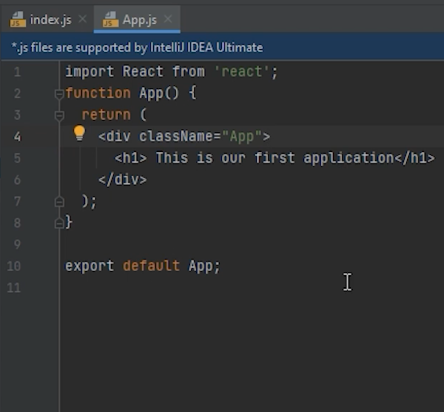 index.js App.js
*.js files are supported by IntelliJ IDEA Ultimate
1 import React from 'react';
2 function App() {
3 return (
4 <div className="App">
5 <h1> This is our first application</h1>
6 </div>
7 );
8 }
9
10 export default App;
11